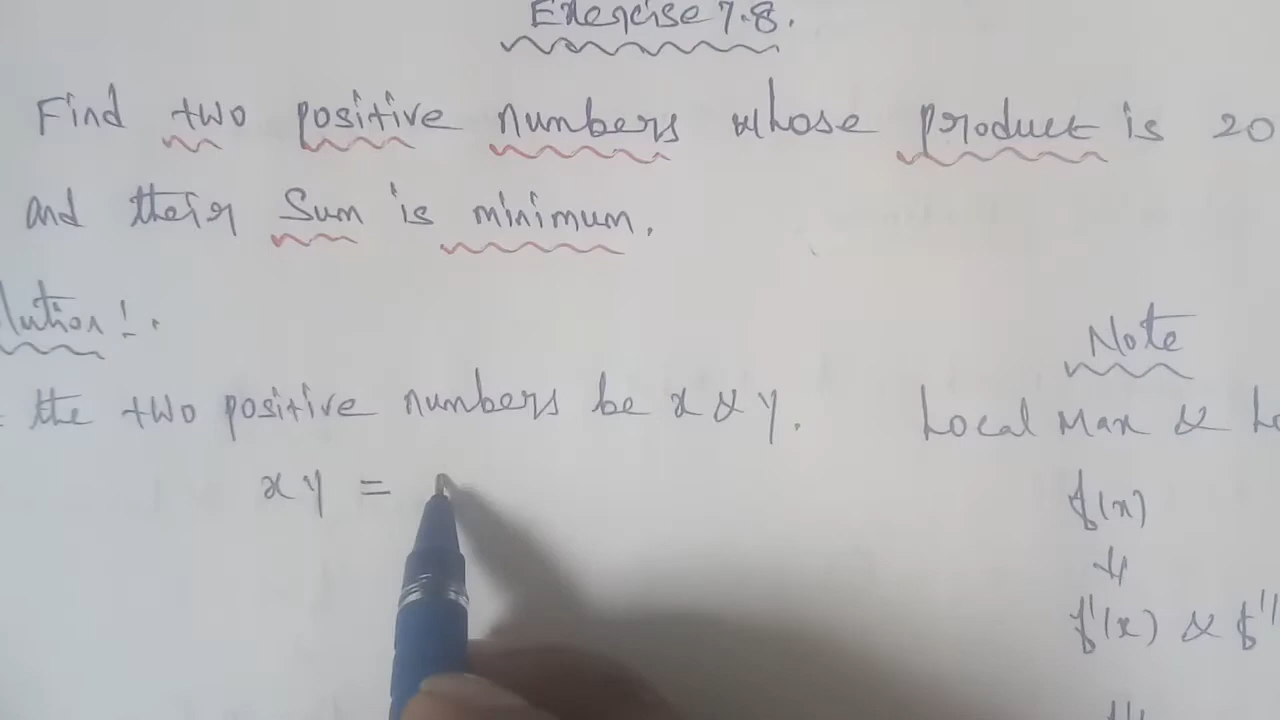 Exercise 7.8.
Find two positive numbers whose product is 20
and their sum is minimum.
lution:.
the two positive numbers be x & y.
xy =
Note
Local Max & Lo
f(x)
f'(x) & f''(